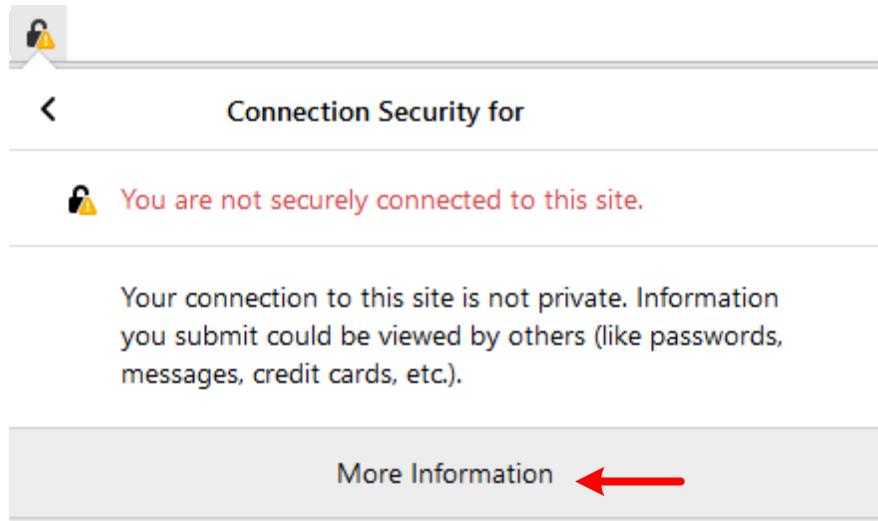 Connection Security for
You are not securely connected to this site.
Your connection to this site is not private. Information
you submit could be viewed by others (like passwords,
messages, credit cards, etc.).
More Information